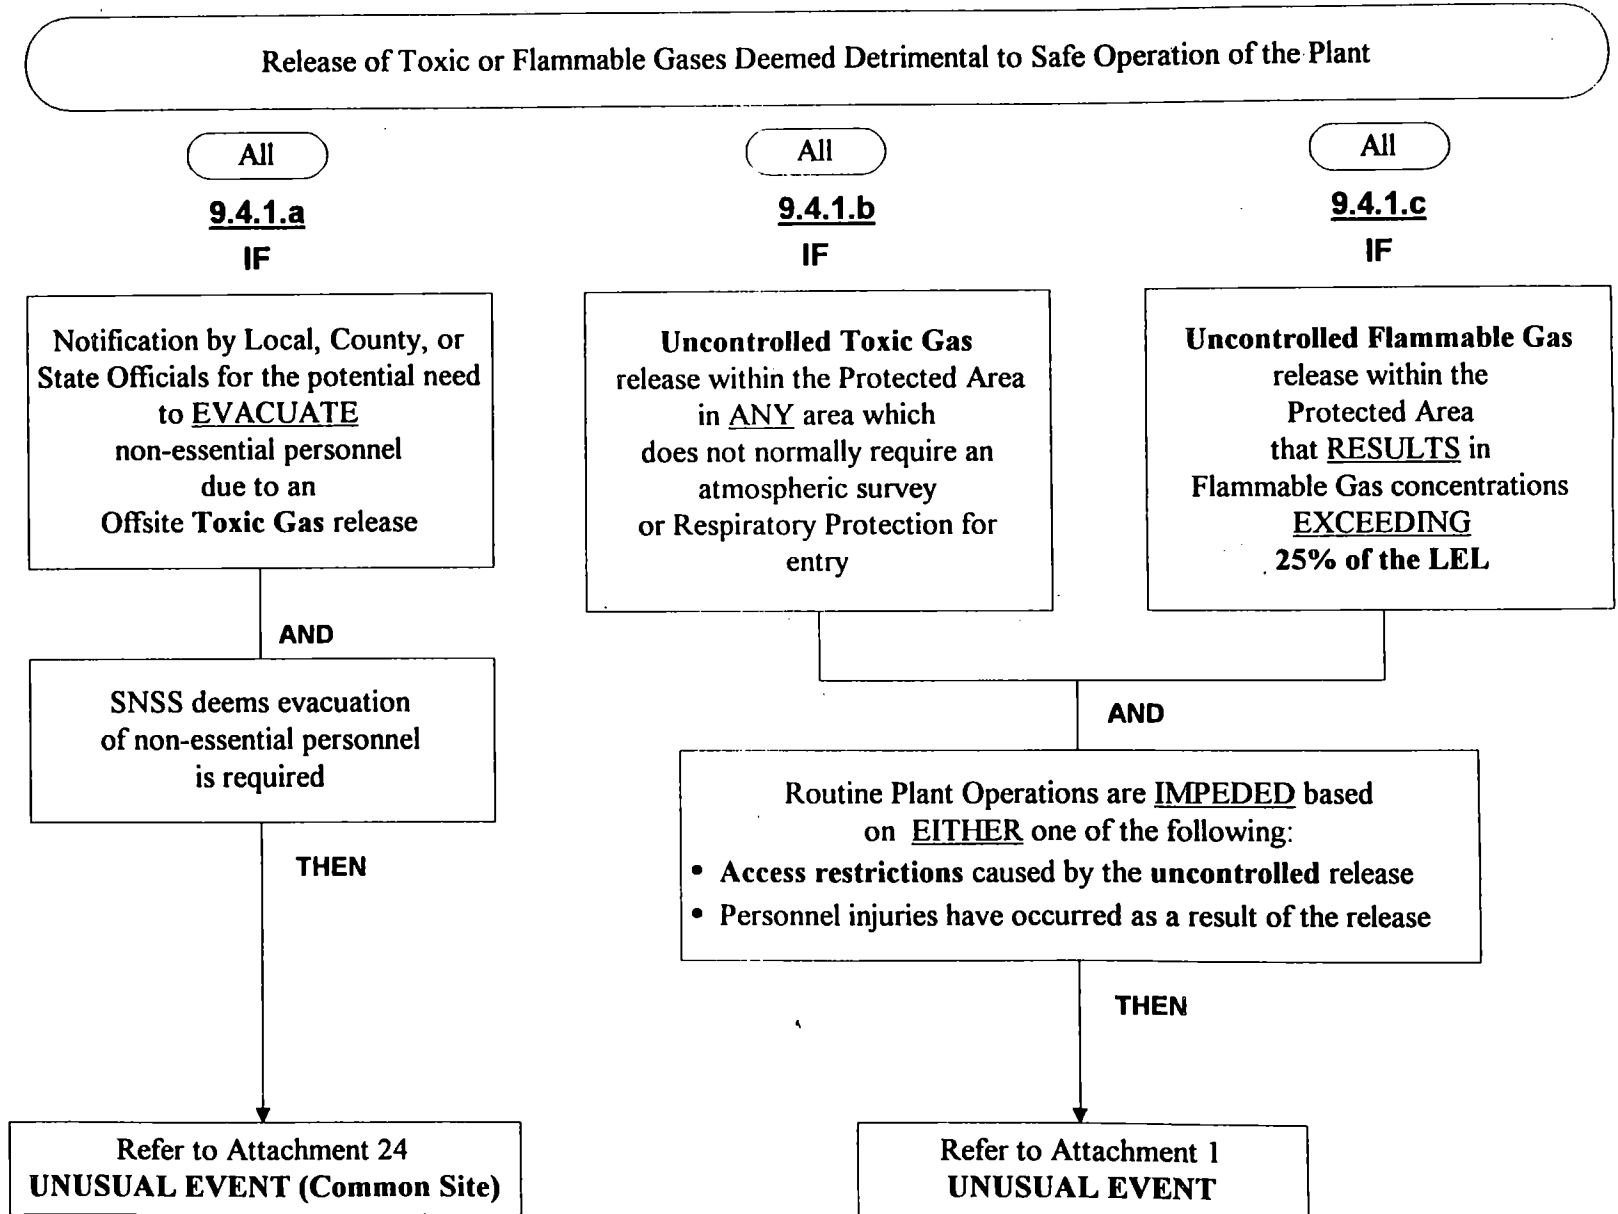 Release of Toxic or Flammable Gases Deemed Detrimental to Safe Operation of the Plant
All
9.4.1.a
IF
Notification by Local, County, or
State Officials for the potential need
to EVACUATE
non-essential personnel
due to an
Offsite Toxic Gas release
AND
SNSS deems evacuation
of non-essential personnel
is required
THEN
Refer to Attachment 24
UNUSUAL EVENT (Common Site)
All
9.4.1.b
IF
Uncontrolled Toxic Gas
release within the Protected Area
in ANY area which
does not normally require an
atmospheric survey
or Respiratory Protection for
entry
All
9.4.1.c
IF
Uncontrolled Flammable Gas
release within the
Protected Area
that RESULTS in
Flammable Gas concentrations
EXCEEDING
25% of the LEL
AND
Routine Plant Operations are IMPEDED based
on EITHER one of the following:
• Access restrictions caused by the uncontrolled release
• Personnel injuries have occurred as a result of the release
THEN
Refer to Attachment 1
UNUSUAL EVENT